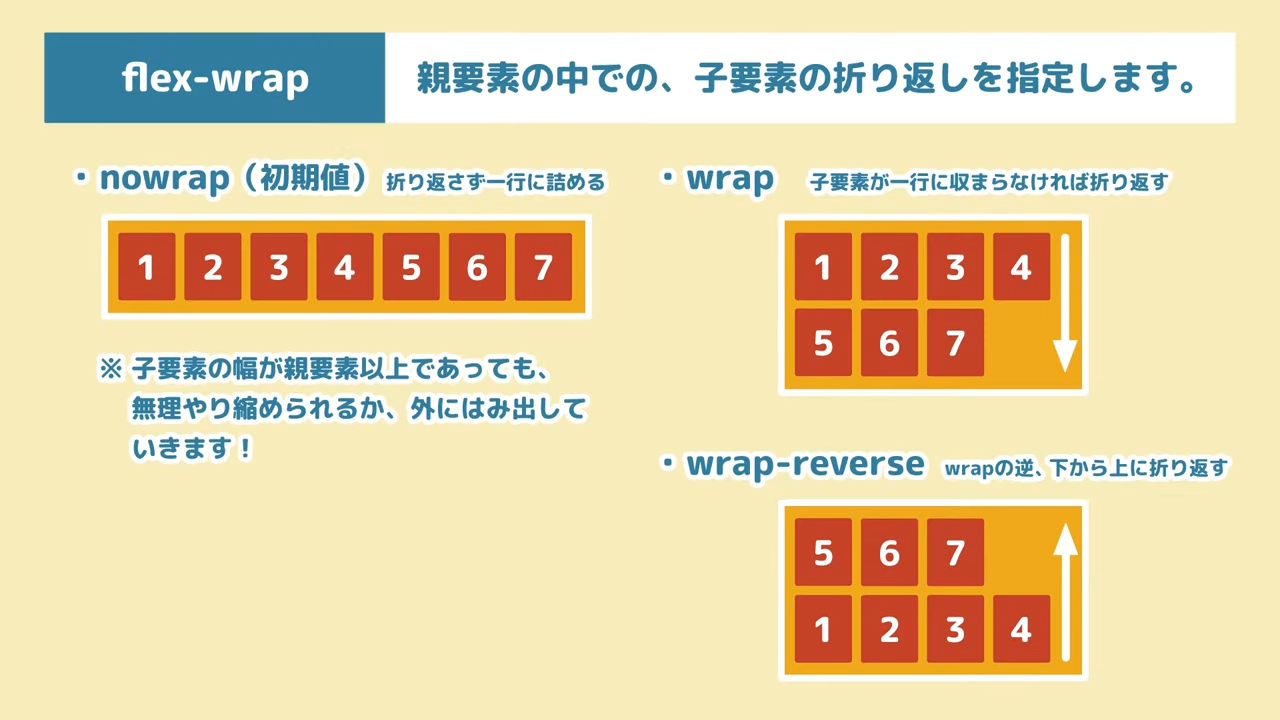 flex-wrap
親要素の中での、子要素の折り返しを指定します。
・nowrap（初期値） 折り返さず一行に詰める
1 2 3 4 5 6 7
※ 子要素の幅が親要素以上であっても、
無理やり縮められるか、外にはみ出して
いきます！
・wrap 子要素が一行に収まらなければ折り返す
1 2 3 4
5 6 7
・wrap-reverse wrapの逆、下から上に折り返す
5 6 7
1 2 3 4